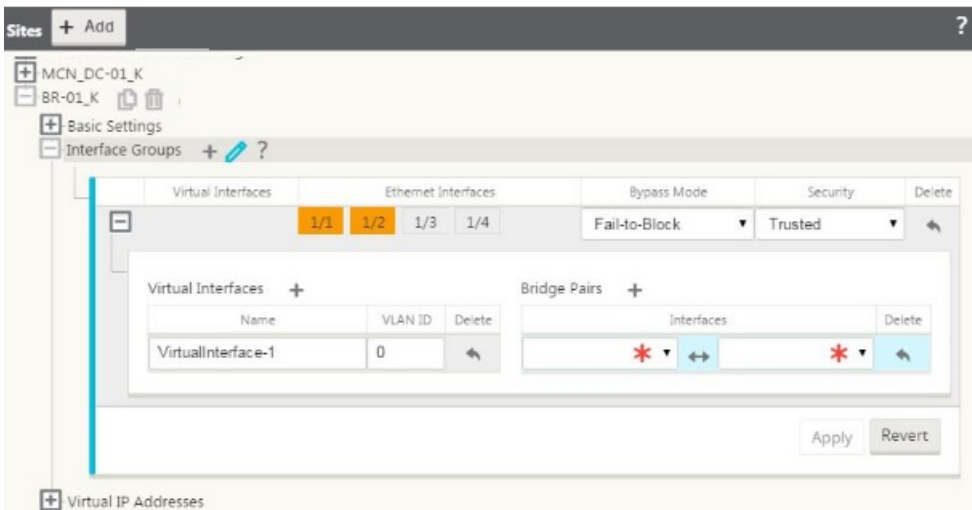 Sites + Add ?
MCN_DC-01_K
BR-01_K
Basic Settings
Interface Groups + ?
Virtual Interfaces Ethernet Interfaces Bypass Mode Security Delete
1/1 1/2 1/3 1/4 Fail-to-Block Trusted
Virtual Interfaces + Bridge Pairs +
Name VLAN ID Delete Interfaces Delete
VirtualInterface-1 0 * *
Apply Revert
Virtual IP Addresses